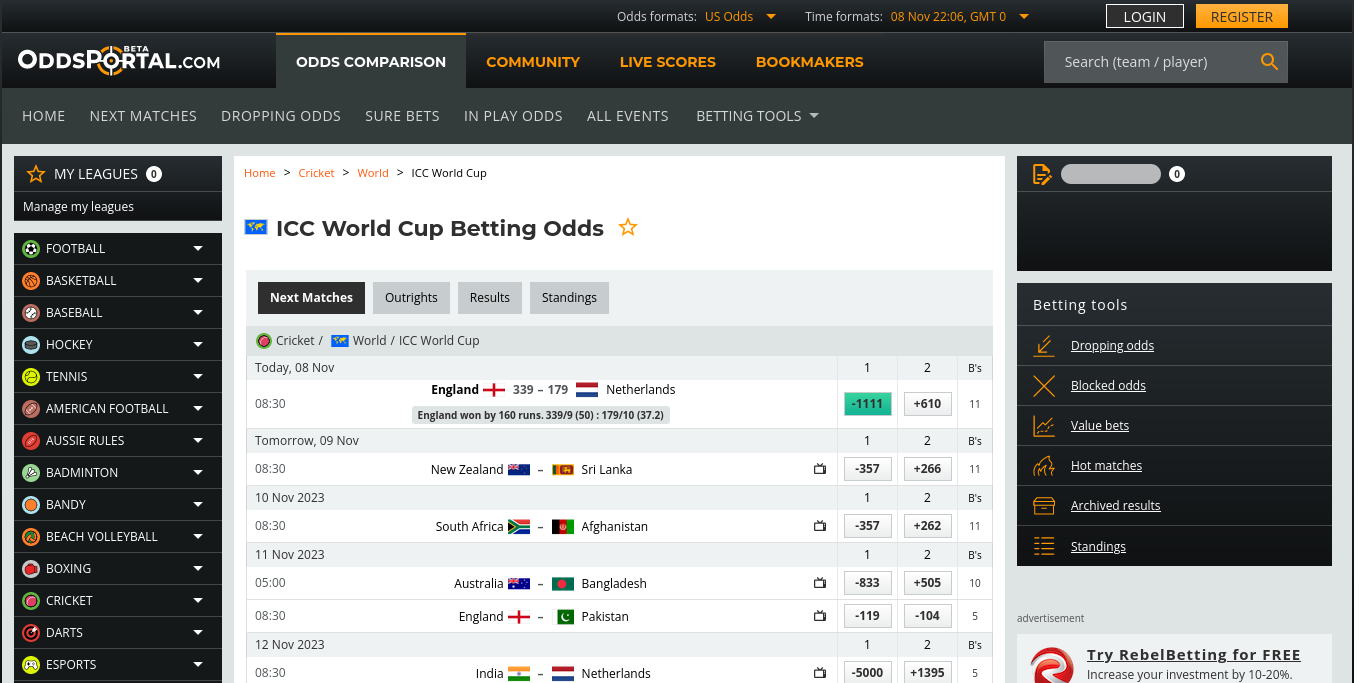 Odds formats: US Odds Time formats: 08 Nov 22:06, GMT 0 LOGIN REGISTER
ODDSPORTAL.COM BETA
ODDS COMPARISON COMMUNITY LIVE SCORES BOOKMAKERS Search (team / player)
HOME NEXT MATCHES DROPPING ODDS SURE BETS IN PLAY ODDS ALL EVENTS BETTING TOOLS
MY LEAGUES 0
Manage my leagues
FOOTBALL
BASKETBALL
BASEBALL
HOCKEY
TENNIS
AMERICAN FOOTBALL
AUSSIE RULES
BADMINTON
BANDY
BEACH VOLLEYBALL
BOXING
CRICKET
DARTS
ESPORTS
Home > Cricket > World > ICC World Cup
ICC World Cup Betting Odds
Next Matches Outrights Results Standings
Cricket / World / ICC World Cup
Today, 08 Nov 1 2 B's
08:30 England 339 – 179 Netherlands -1111 +610 11
England won by 160 runs. 339/9 (50) : 179/10 (37.2)
Tomorrow, 09 Nov 1 2 B's
08:30 New Zealand – Sri Lanka -357 +266 11
10 Nov 2023 1 2 B's
08:30 South Africa – Afghanistan -357 +262 11
11 Nov 2023 1 2 B's
05:00 Australia – Bangladesh -833 +505 10
08:30 England – Pakistan -119 -104 5
12 Nov 2023 1 2 B's
08:30 India – Netherlands -5000 +1395 5
0
Betting tools
Dropping odds
Blocked odds
Value bets
Hot matches
Archived results
Standings
advertisement
Try RebelBetting for FREE
Increase your investment by 10-20%.